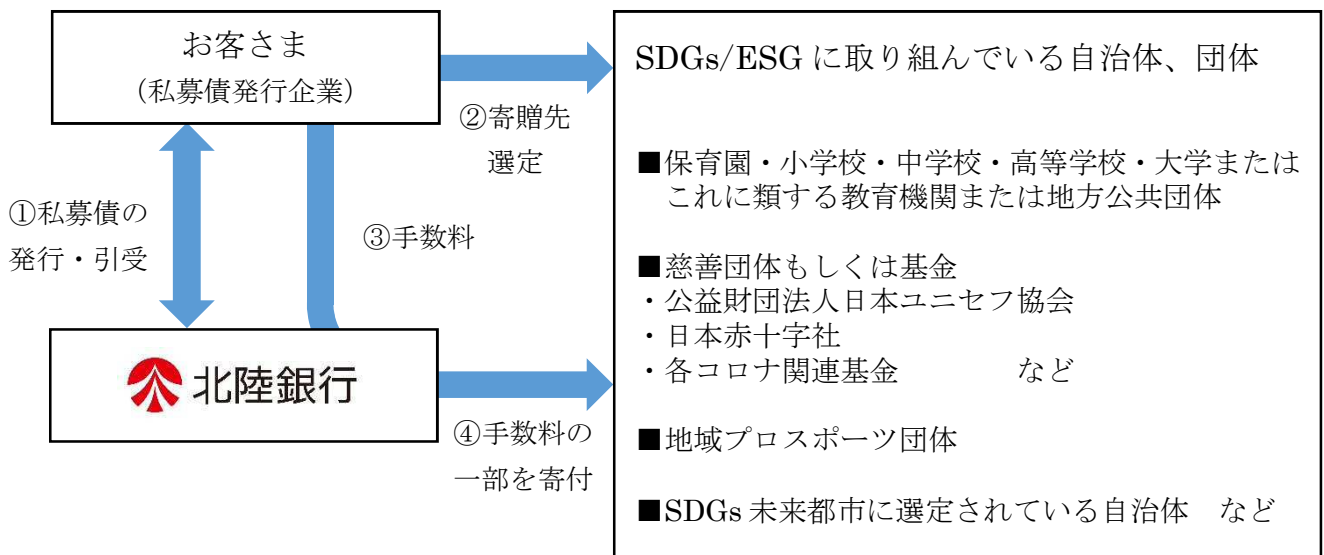 お客さま
（私募債発行企業）
①私募債の
発行・引受
②寄贈先
選定
③手数料
北陸銀行
④手数料の
一部を寄付
SDGs/ESG に取り組んでいる自治体、団体
■保育園・小学校・中学校・高等学校・大学または
これに類する教育機関または地方公共団体
■慈善団体もしくは基金
・公益財団法人日本ユニセフ協会
・日本赤十字社
・各コロナ関連基金　　　　など
■地域プロスポーツ団体
■SDGs 未来都市に選定されている自治体　など